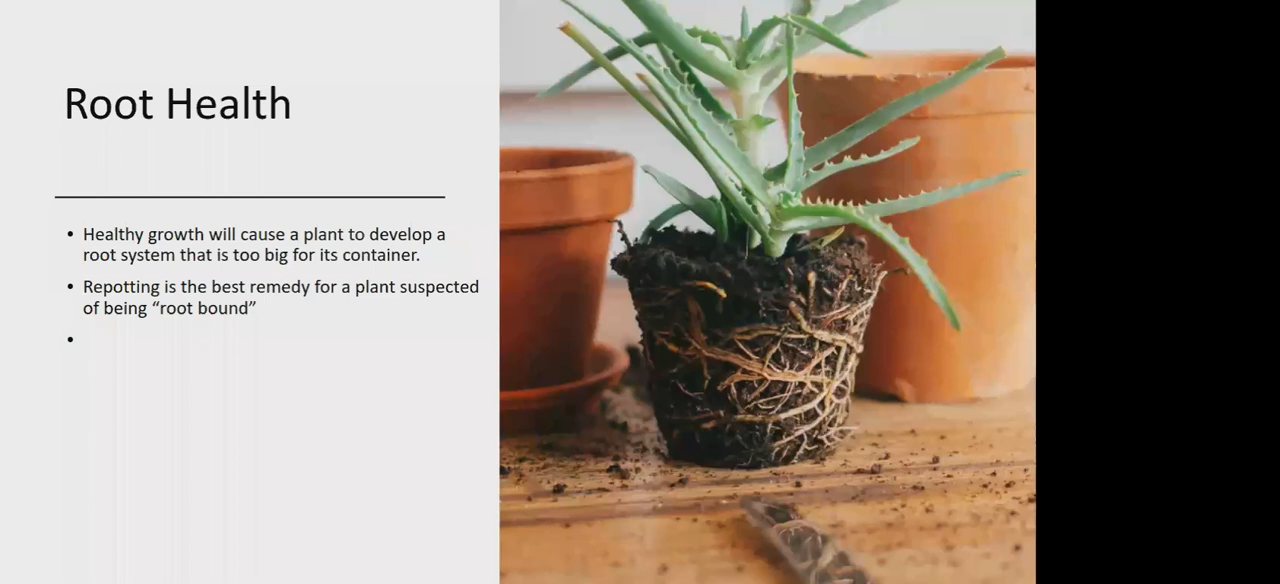 Root Health
• Healthy growth will cause a plant to develop a
root system that is too big for its container.
• Repotting is the best remedy for a plant suspected
of being “root bound”
•